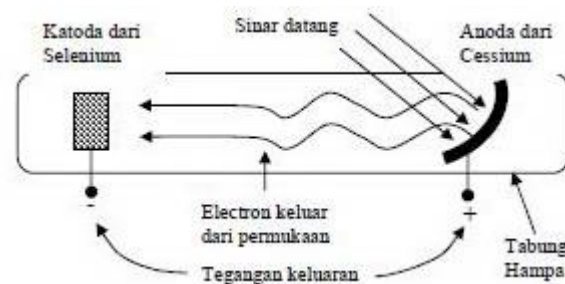 Katoda dari
Selenium
Sinar datang
Anoda dari
Cessium
-
+
Electron keluar
dari permukaan
Tegangan keluaran
Tabung
Hampa